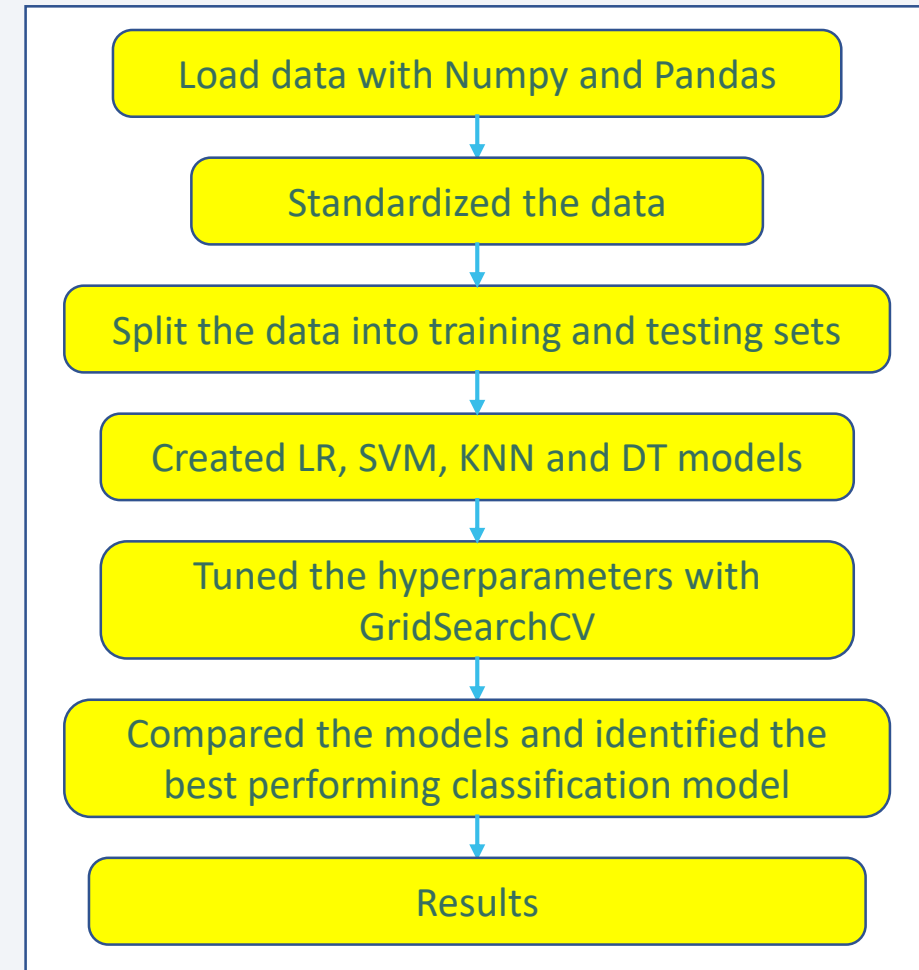 Load data with Numpy and Pandas
Standardized the data
Split the data into training and testing sets
Created LR, SVM, KNN and DT models
Tuned the hyperparameters with
GridSearchCV
Compared the models and identified the
best performing classification model
Results